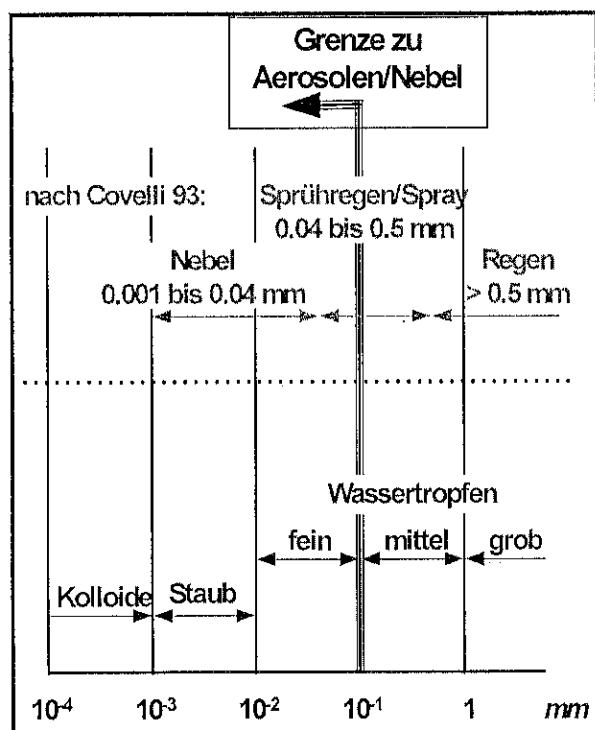 Grenze zu
Aerosolen/Nebel
nach Covelli 93:
Sprühregen/Spray
0.04 bis 0.5 mm
Nebel
0.001 bis 0.04 mm
Regen
> 0.5 mm
Wassertropfen
fein
mittel
grob
Kolloide
Staub
10⁻⁴ 10⁻³ 10⁻² 10⁻¹ 1 mm